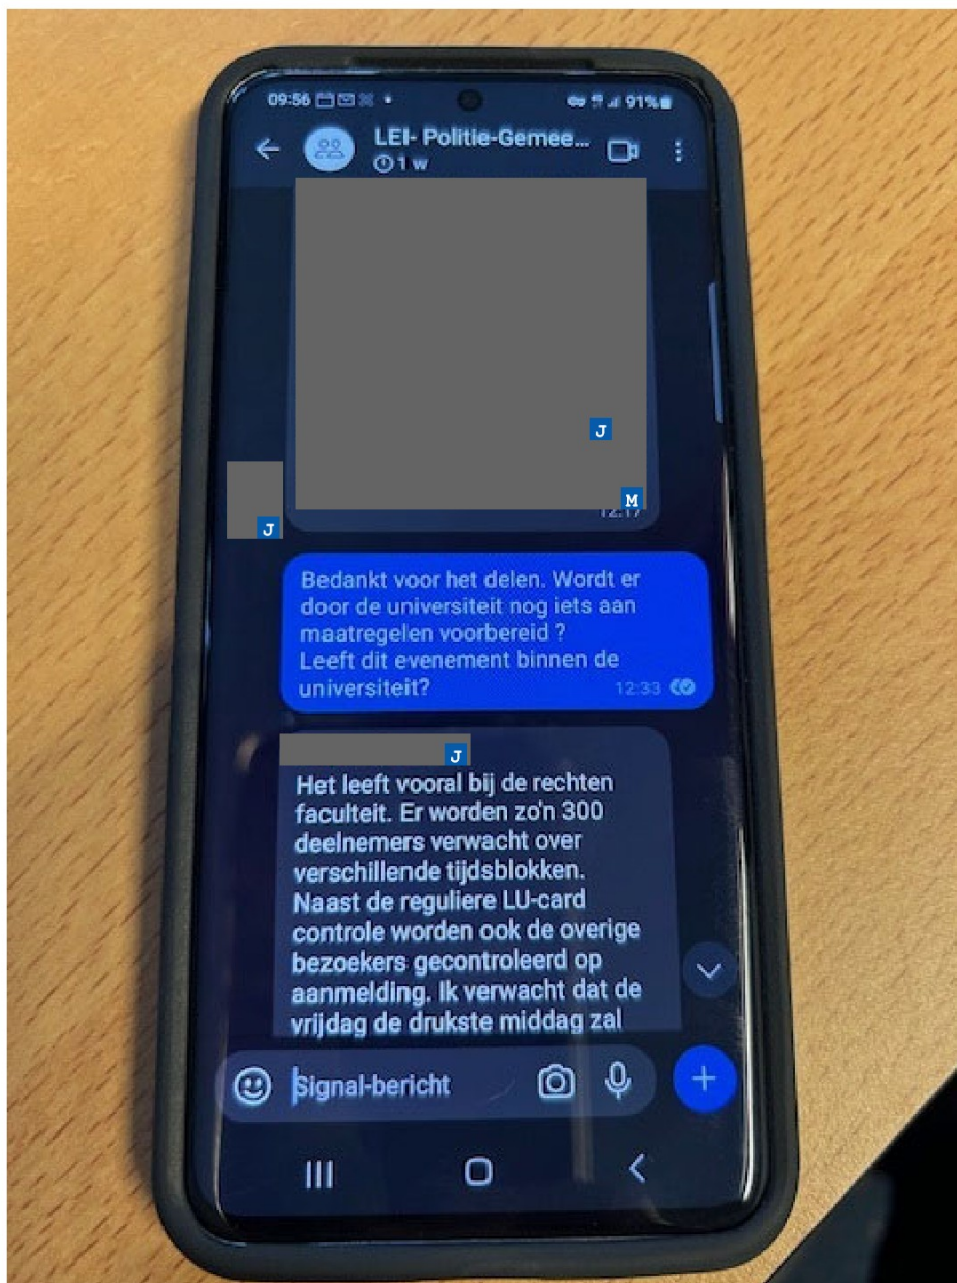 09:56 91%
LEI- Politie-Gemee...
1 w
J
M
J
12:17
Bedankt voor het delen. Wordt er
door de universiteit nog iets aan
maatregelen voorbereid ?
Leeft dit evenement binnen de
universiteit?
12:33
J
Het leeft vooral bij de rechten
faculteit. Er worden zo'n 300
deelnemers verwacht over
verschillende tijdsblokken.
Naast de reguliere LU-card
controle worden ook de overige
bezoekers gecontroleerd op
aanmelding. Ik verwacht dat de
vrijdag de drukste middag zal
Signal-bericht